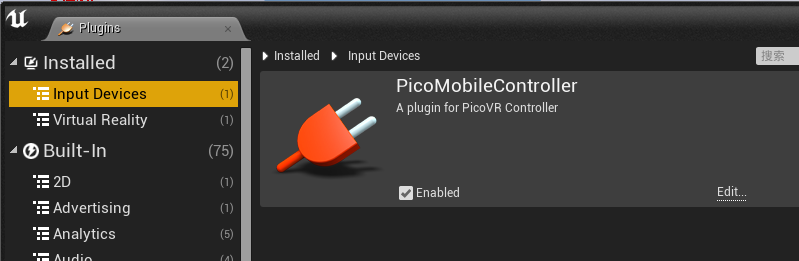 Plugins
Installed (2)
Input Devices (1)
Virtual Reality (1)
Built-In (75)
2D (1)
Advertising (1)
Analytics (5)
Audio (4)
Installed Input Devices
搜索
PicoMobileController
A plugin for PicoVR Controller
Enabled
Edit...